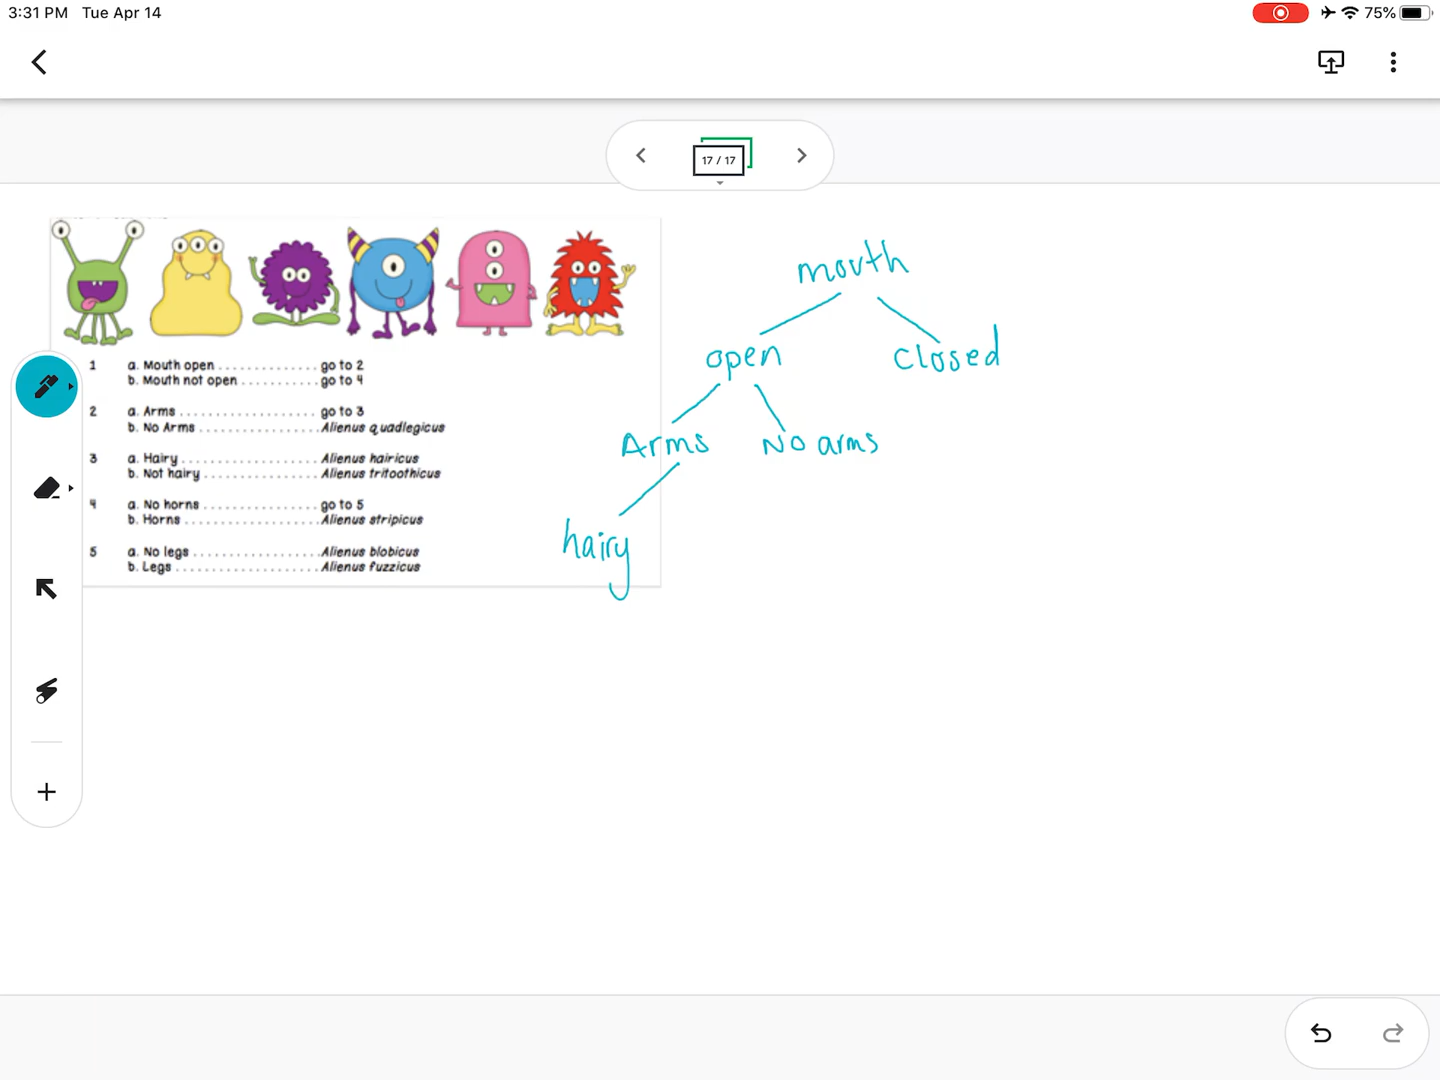 3:31 PM Tue Apr 14
75%
17 / 17
1 a. Mouth open . . . . . . . . . . . . . go to 2
b. Mouth not open . . . . . . . . . . go to 4
2 a. Arms . . . . . . . . . . . . . . . . . . go to 3
b. No Arms . . . . . . . . . . . . . . . . Alienus quadlegicus
3 a. Hairy . . . . . . . . . . . . . . . . . . Alienus hairicus
b. Not hairy . . . . . . . . . . . . . . . Alienus tritoothicus
4 a. No horns . . . . . . . . . . . . . . . go to 5
b. Horns . . . . . . . . . . . . . . . . . . Alienus stripicus
5 a. No legs . . . . . . . . . . . . . . . . . Alienus blobicus
b. Legs . . . . . . . . . . . . . . . . . . . Alienus fuzzicus
mouth
open closed
Arms No arms
hairy